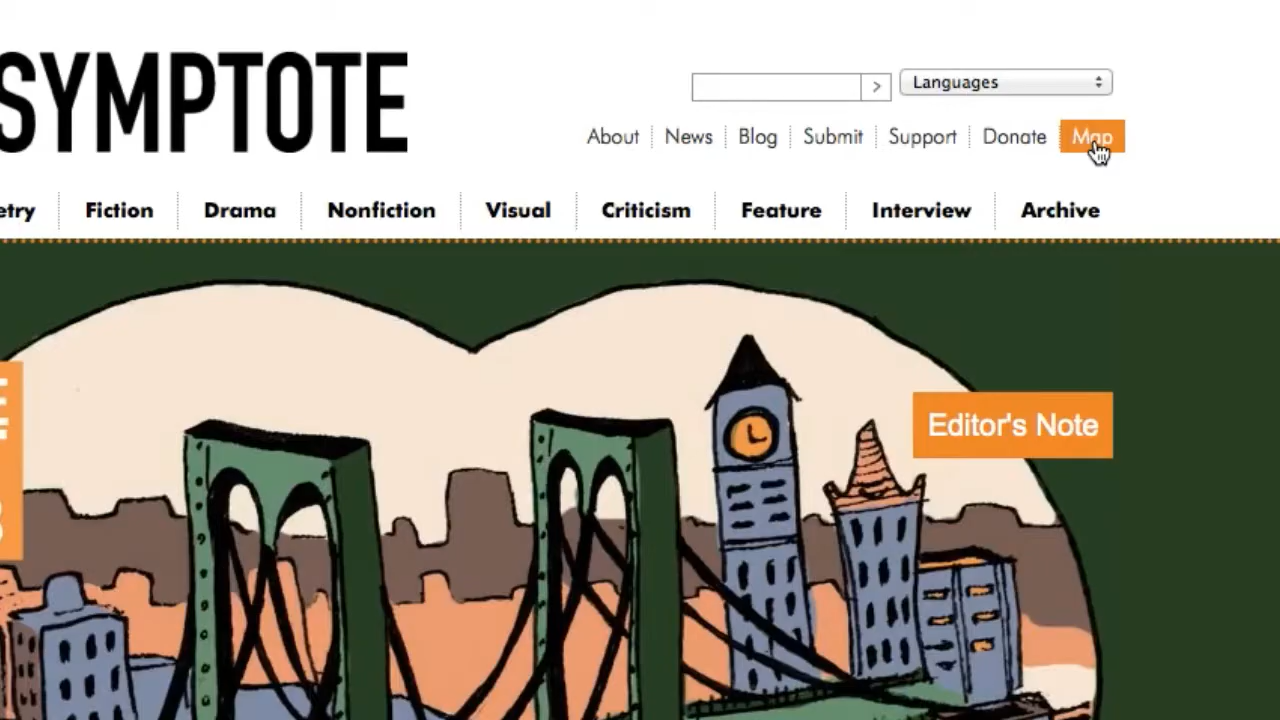 SYMPTOTE
> Languages
About News Blog Submit Support Donate Map
etry Fiction Drama Nonfiction Visual Criticism Feature Interview Archive
Editor's Note